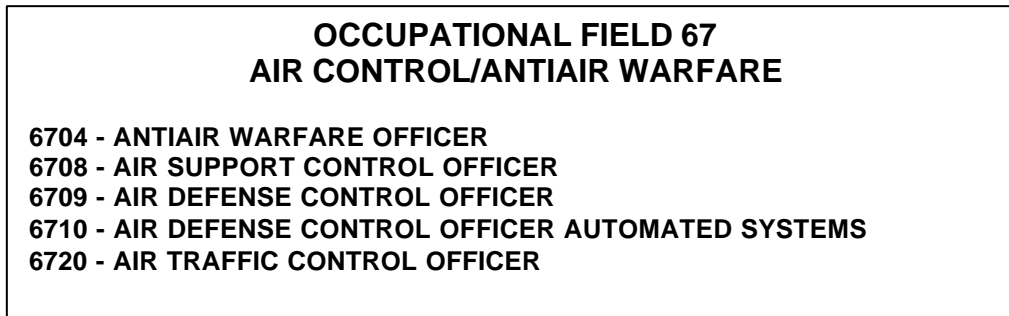 OCCUPATIONAL FIELD 67
AIR CONTROL/ANTIAIR WARFARE
6704 - ANTIAIR WARFARE OFFICER
6708 - AIR SUPPORT CONTROL OFFICER
6709 - AIR DEFENSE CONTROL OFFICER
6710 - AIR DEFENSE CONTROL OFFICER AUTOMATED SYSTEMS
6720 - AIR TRAFFIC CONTROL OFFICER